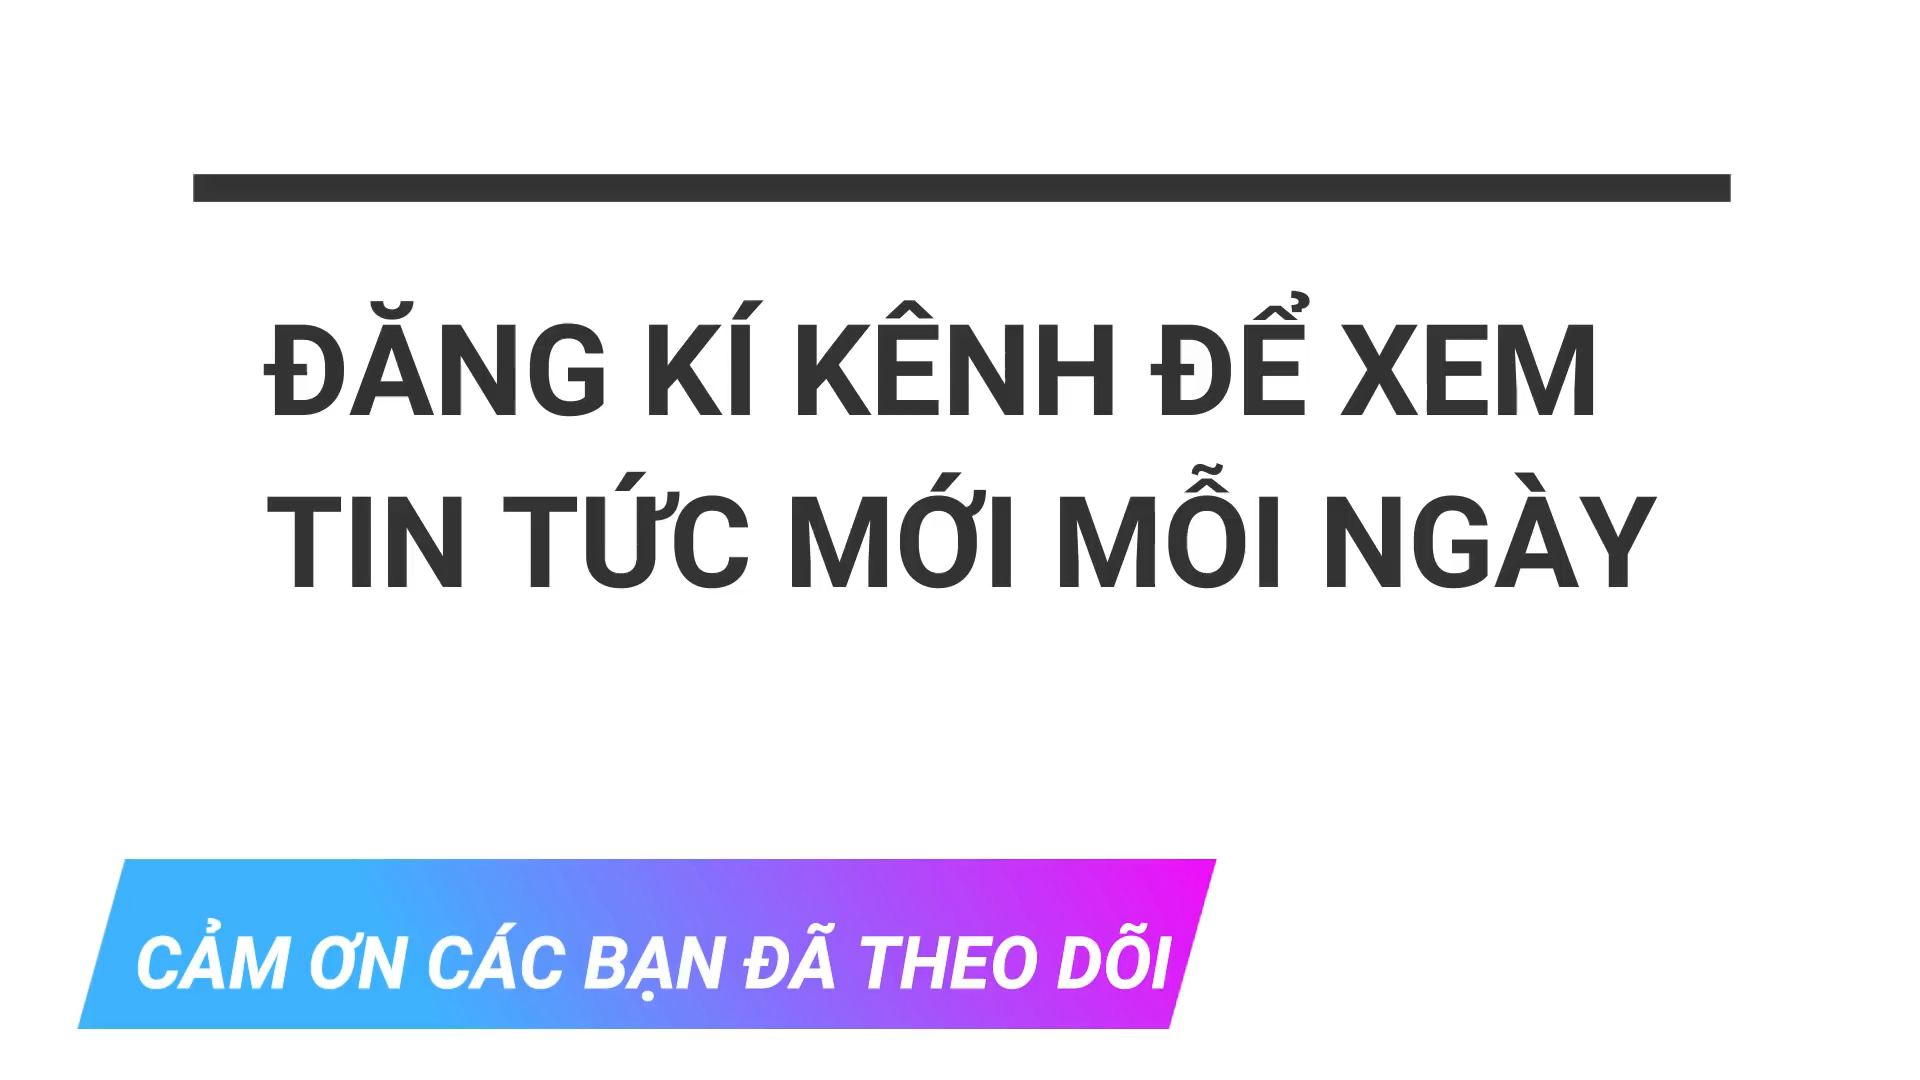 ĐĂNG KÍ KÊNH ĐỂ XEM
TIN TỨC MỚI MỖI NGÀY
CẢM ƠN CÁC BẠN ĐÃ THEO DÕI